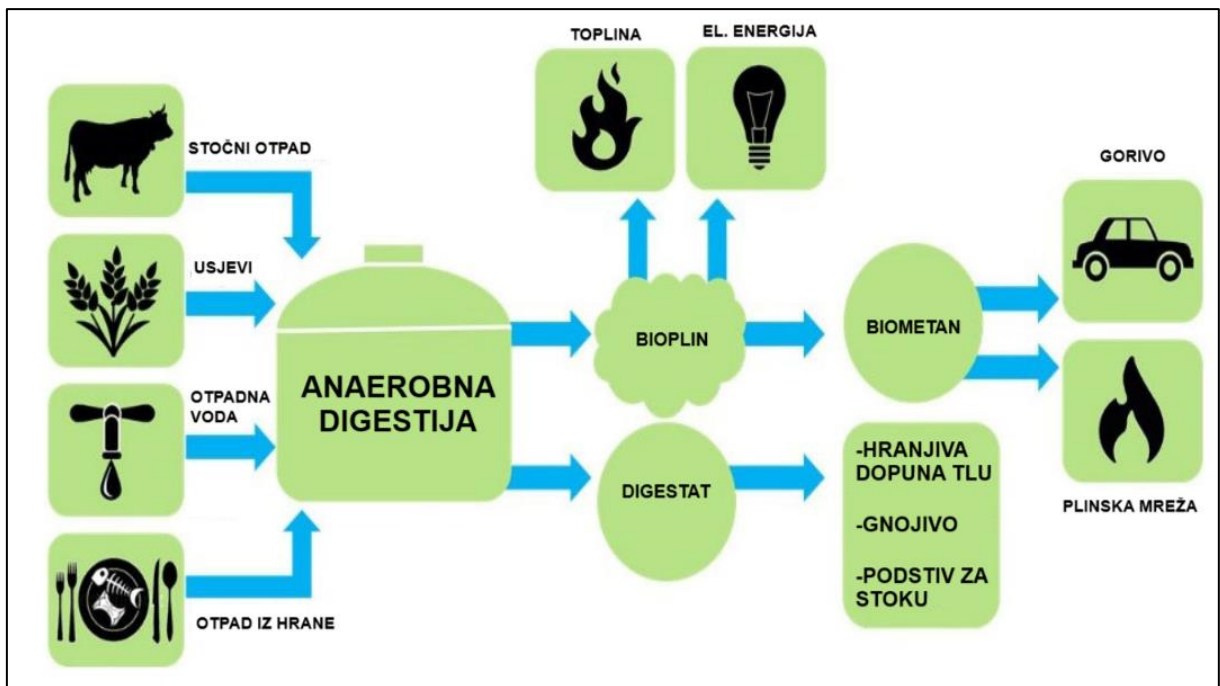 TOPLINA
EL. ENERGIJA
STOČNI OTPAD
GORIVO
USJEVI
BIOPLIN
BIOMETAN
ANAEROBNA
DIGESTIJA
OTPADNA
VODA
DIGESTAT
-HRANJIVA
DOPUNA TLU
-GNOJIVO
-PODSTIV ZA
STOKU
PLINSKA MREŽA
OTPAD IZ HRANE